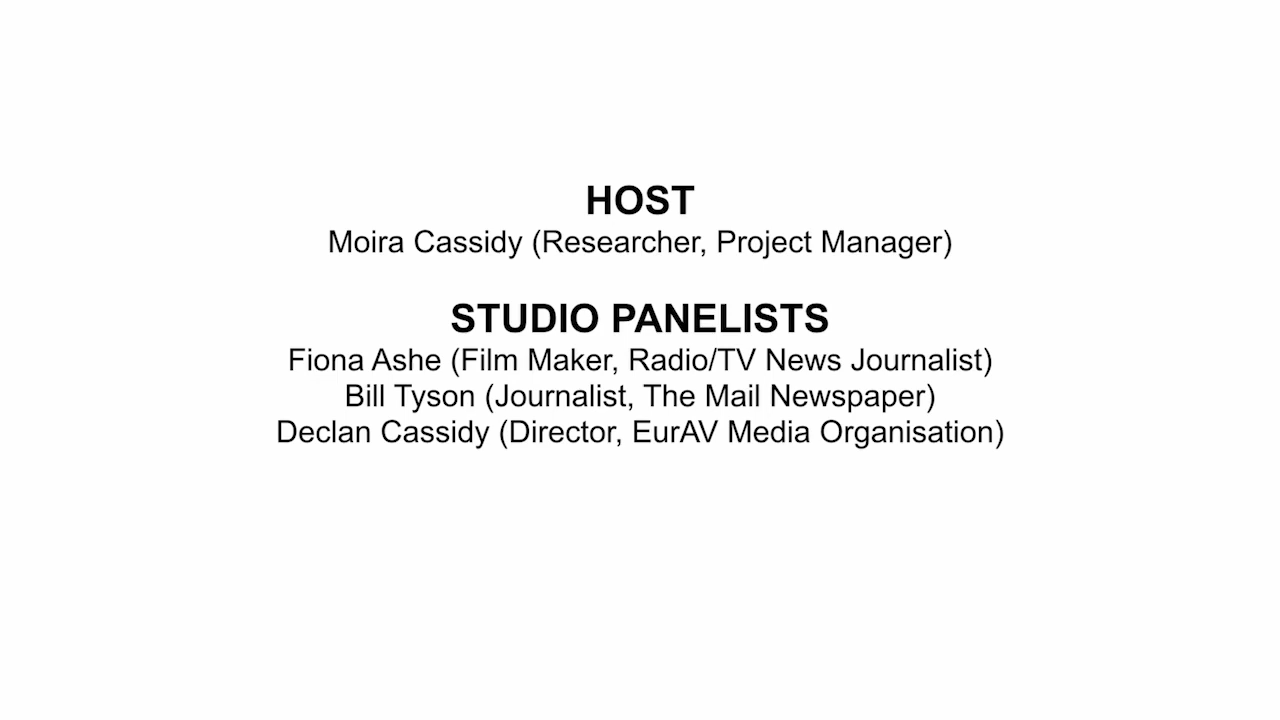 HOST
Moira Cassidy (Researcher, Project Manager)
STUDIO PANELISTS
Fiona Ashe (Film Maker, Radio/TV News Journalist)
Bill Tyson (Journalist, The Mail Newspaper)
Declan Cassidy (Director, EurAV Media Organisation)